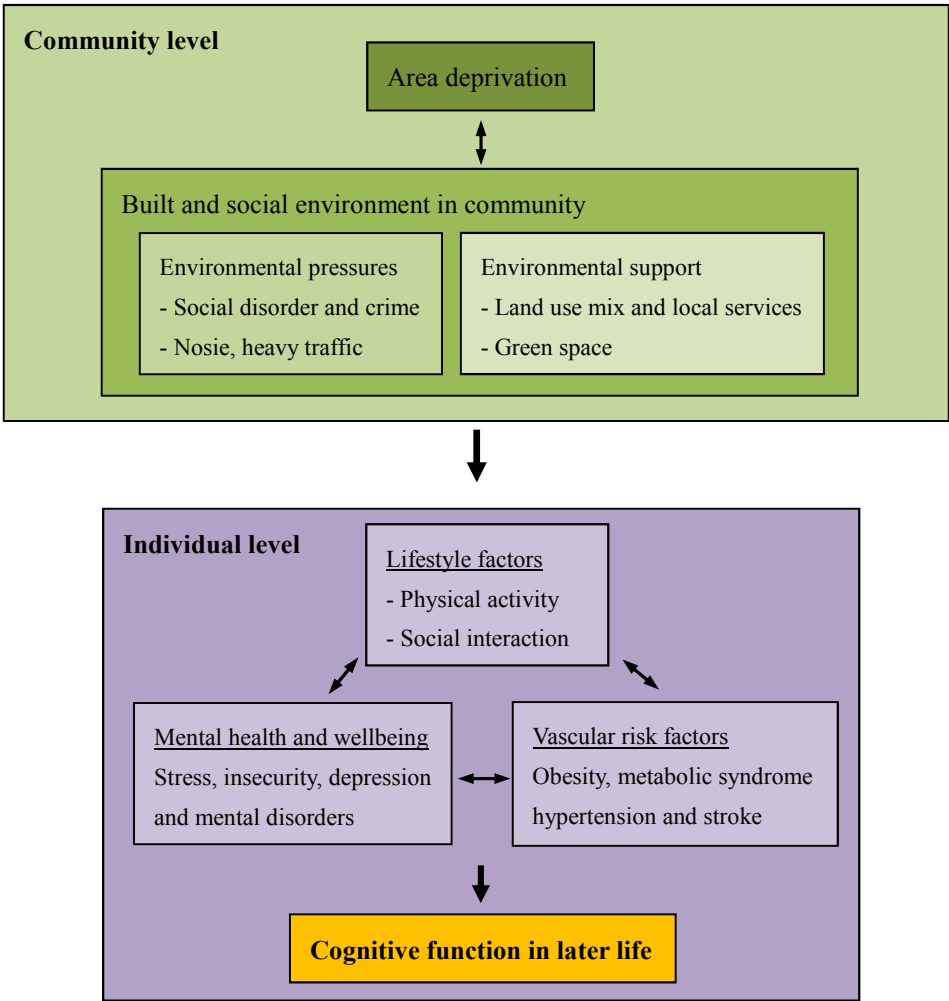 Community level
Area deprivation
Built and social environment in community
Environmental pressures
- Social disorder and crime
- Nosie, heavy traffic
Environmental support
- Land use mix and local services
- Green space
Individual level
Lifestyle factors
- Physical activity
- Social interaction
Mental health and wellbeing
Stress, insecurity, depression
and mental disorders
Vascular risk factors
Obesity, metabolic syndrome
hypertension and stroke
Cognitive function in later life